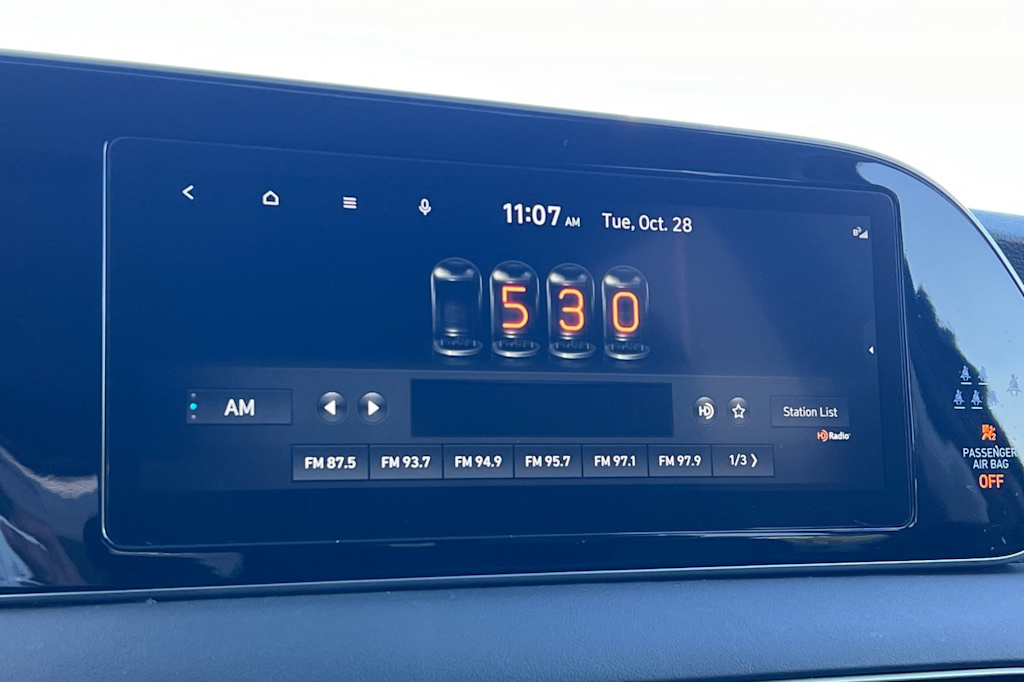 11:07 AM Tue, Oct. 28
530
AM
HD
Station List
HD Radio
FM 87.5 FM 93.7 FM 94.9 FM 95.7 FM 97.1 FM 97.9 1/3
PASSENGER
AIR BAG
OFF